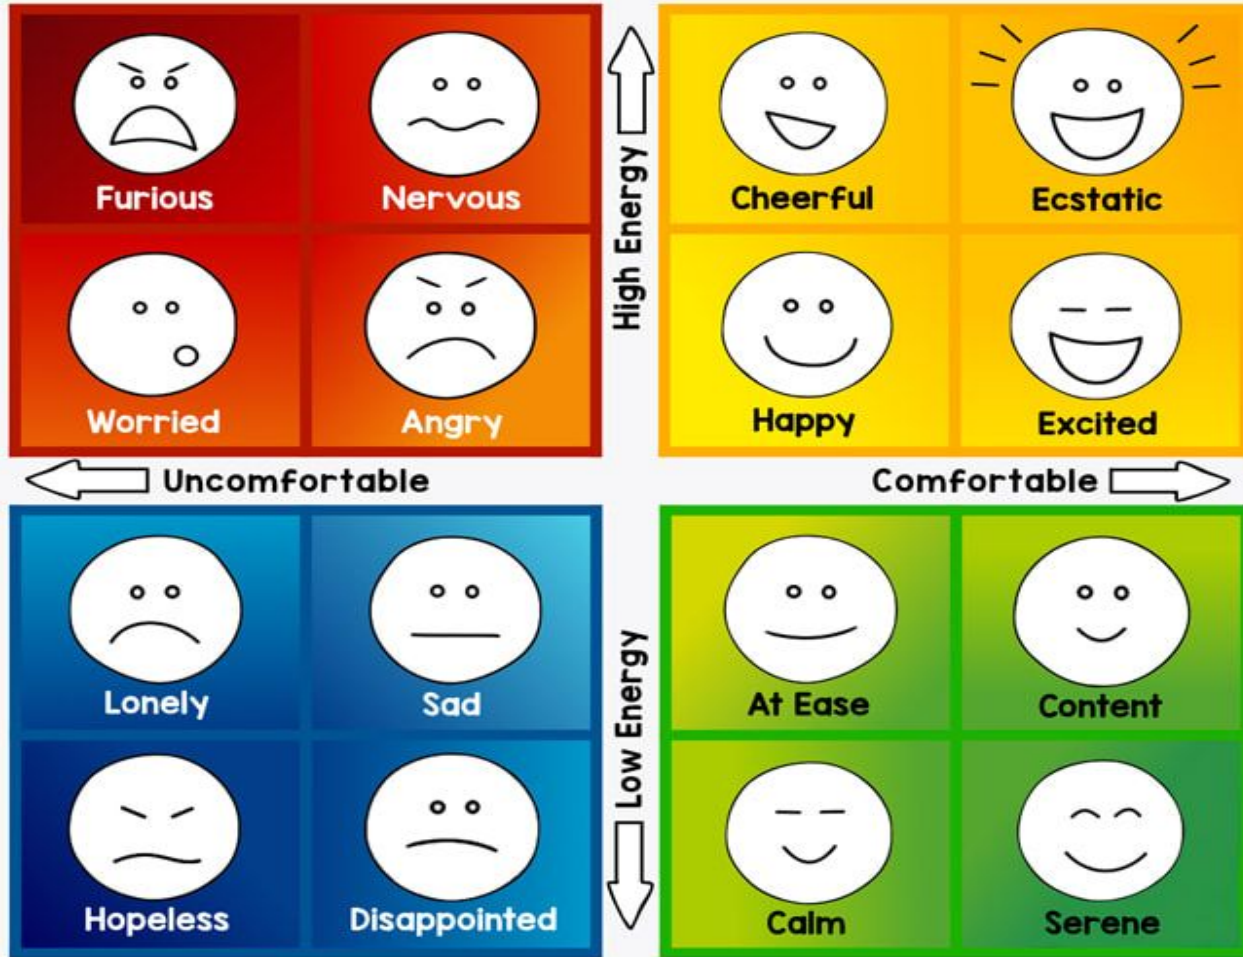 Furious
Nervous
Cheerful
Ecstatic
High Energy
Worried
Angry
Happy
Excited
Uncomfortable
Comfortable
Lonely
Sad
At Ease
Content
Low Energy
Hopeless
Disappointed
Calm
Serene